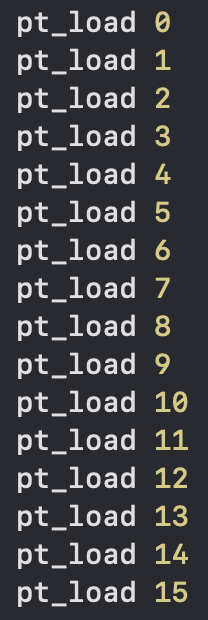 pt_load 0
pt_load 1
pt_load 2
pt_load 3
pt_load 4
pt_load 5
pt_load 6
pt_load 7
pt_load 8
pt_load 9
pt_load 10
pt_load 11
pt_load 12
pt_load 13
pt_load 14
pt_load 15